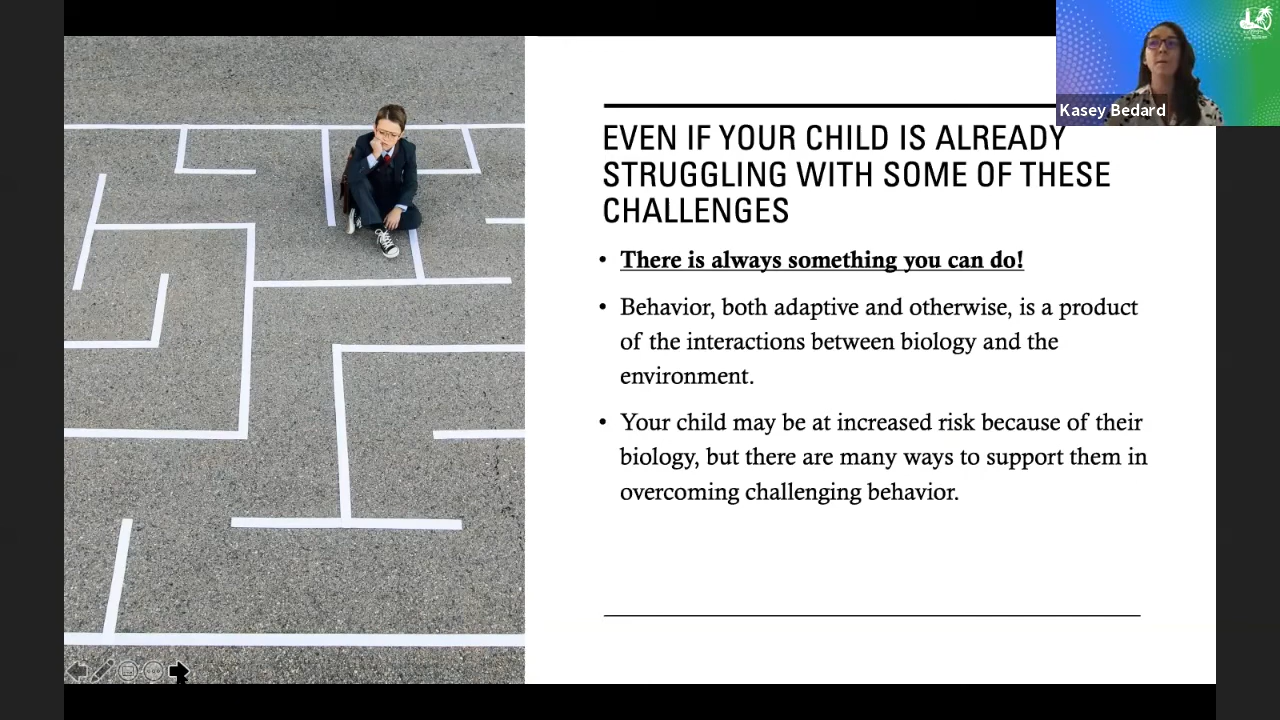 Kasey Bedard
EVEN IF YOUR CHILD IS ALREADY
STRUGGLING WITH SOME OF THESE
CHALLENGES
• There is always something you can do!
• Behavior, both adaptive and otherwise, is a product
of the interactions between biology and the
environment.
• Your child may be at increased risk because of their
biology, but there are many ways to support them in
overcoming challenging behavior.